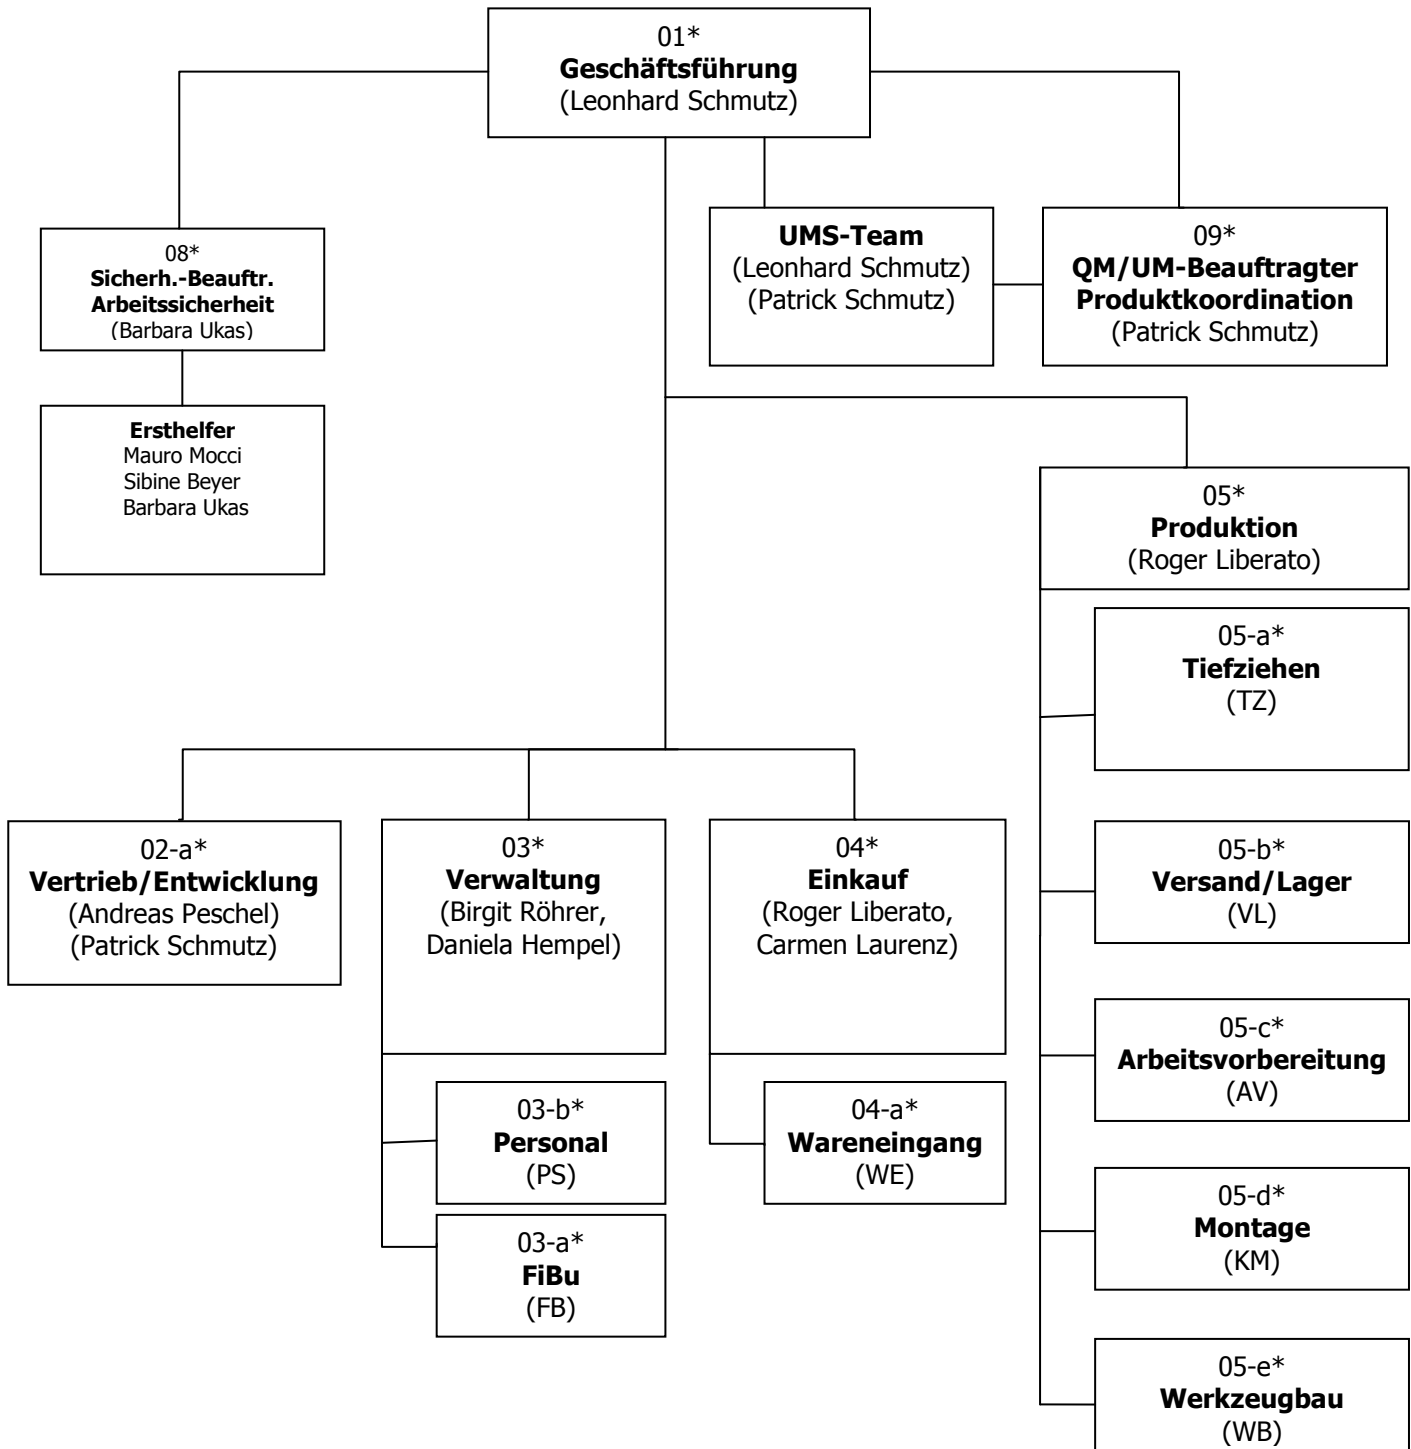 01*
Geschäftsführung
(Leonhard Schmutz)
08*
Sicherh.-Beauftr.
Arbeitssicherheit
(Barbara Ukas)
UMS-Team
(Leonhard Schmutz)
(Patrick Schmutz)
09*
QM/UM-Beauftragter
Produktkoordination
(Patrick Schmutz)
Ersthelfer
Mauro Mocci
Sibine Beyer
Barbara Ukas
05*
Produktion
(Roger Liberato)
05-a*
Tiefziehen
(TZ)
02-a*
Vertrieb/Entwicklung
(Andreas Peschel)
(Patrick Schmutz)
03*
Verwaltung
(Birgit Röhrer,
Daniela Hempel)
04*
Einkauf
(Roger Liberato,
Carmen Laurenz)
05-b*
Versand/Lager
(VL)
05-c*
Arbeitsvorbereitung
(AV)
03-b*
Personal
(PS)
04-a*
Wareneingang
(WE)
05-d*
Montage
(KM)
03-a*
FiBu
(FB)
05-e*
Werkzeugbau
(WB)